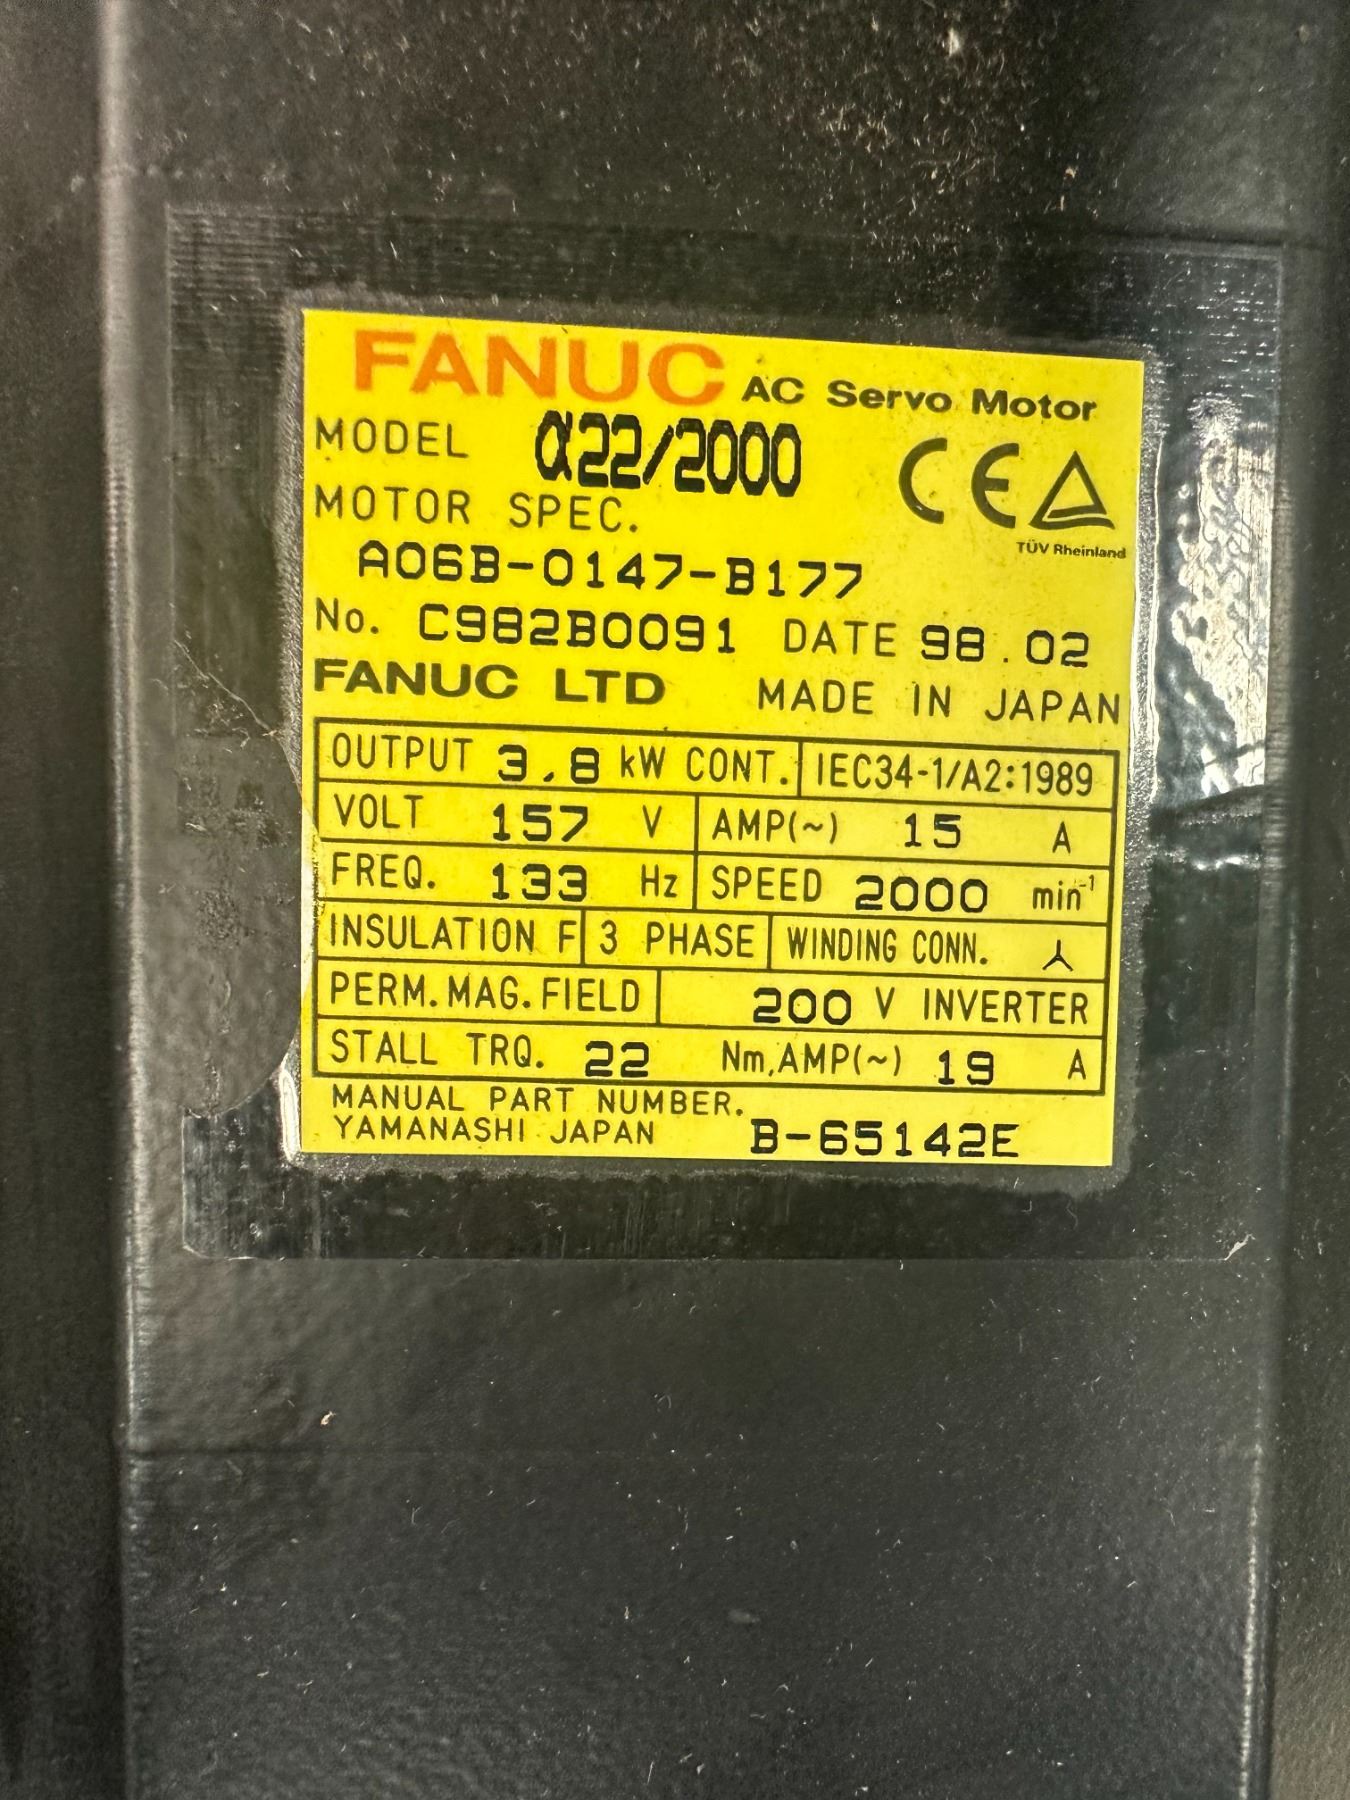 FANUC AC Servo Motor
MODEL α22/2000
CE
TÜV Rheinland
MOTOR SPEC.
A06B-0147-B177
No. C982B0091 DATE 98.02
FANUC LTD MADE IN JAPAN
OUTPUT 3.8 kW CONT. IEC34-1/A2:1989
VOLT 157 V AMP(~) 15 A
FREQ. 133 Hz SPEED 2000 min⁻¹
INSULATION F 3 PHASE WINDING CONN.
PERM.MAG.FIELD 200 V INVERTER
STALL TRQ. 22 Nm,AMP(~) 19 A
MANUAL PART NUMBER.
YAMANASHI JAPAN B-65142E